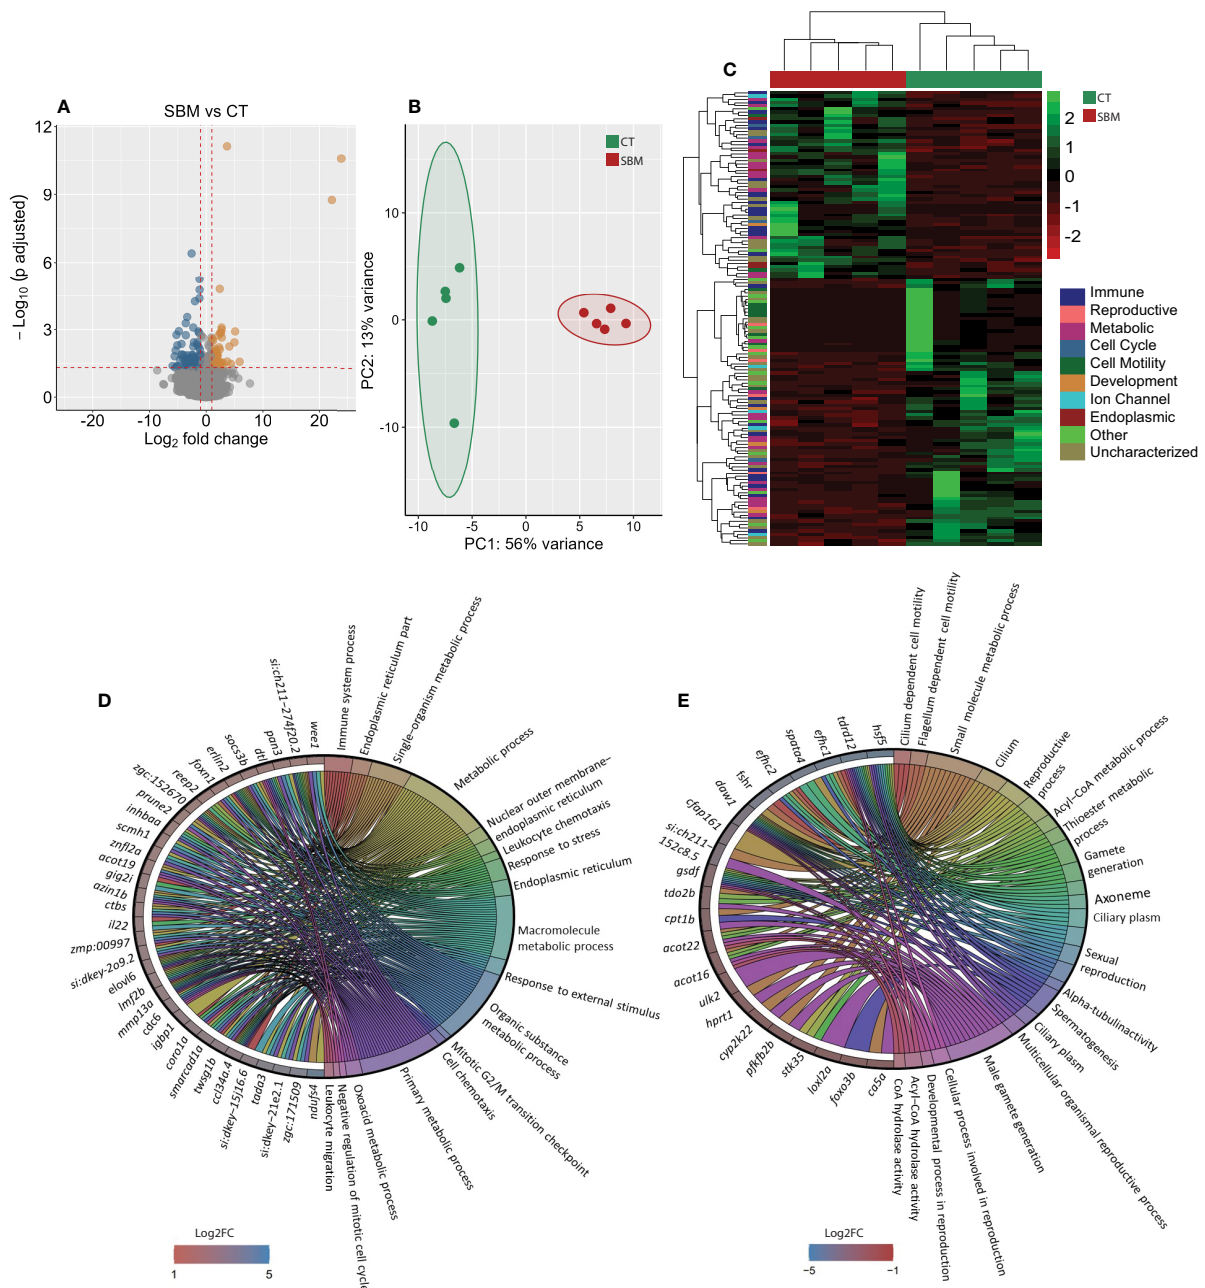 A
SBM vs CT
12
9
6
3
0
− Log10 (p adjusted)
-20
-10
0
10
20
Log2 fold change
B
CT
SBM
10
0
-10
PC2: 13% variance
-10
-5
0
5
10
PC1: 56% variance
C
CT
SBM
2
1
0
-1
-2
Immune
Reproductive
Metabolic
Cell Cycle
Cell Motility
Development
Ion Channel
Endoplasmic
Other
Uncharacterized
D
wee1
si:ch211−274f20.2
pan3
dtl
socs3b
erlin2
foxn1
reep2
zgc:152670
prune2
inhbaa
scmh1
znfl2a
acot19
gig2i
azin1b
ctbs
il22
zmp:00997
si:dkey-2o9.2
elovl6
lmf2b
mmp13a
cdc6
igbp1
coro1a
smarcad1a
twsg1b
ccl34a.4
si:dkey−15j16.6
tada3
si:dkey−21e2.1
zgc:171509
Immune system process
Endoplasmic reticulum part
Single−organism metabolic process
Metabolic process
Nuclear outer membrane−
endoplasmic reticulum
Leukocyte chemotaxis
Response to stress
Endoplasmic reticulum
Macromolecule
metabolic process
Response to external stimulus
Organic substance
metabolic process
Mitotic G2/M transition checkpoint
Cell chemotaxis
Primary metabolic process
Oxoacid metabolic process
Negative regulation of mitotic cell cycle
Leukocyte migration
Log2FC
1
5
E
hsf5
tdrd12
efhc1
spata4
efhc2
fshr
daw1
cfap161
si:ch211−
152c8.5
gsdf
tdo2b
cpt1b
acot22
acot16
ulk2
hprt1
cyp2k22
pfkfb2b
stk35
loxl2a
foxo3b
ca5a
Cilium dependent cell motility
Flagellum dependent cell motility
Small molecule metabolic process
Cilium
Reproductive
process
Acyl−CoA metabolic process
Thioester metabolic
process
Gamete
generation
Axoneme
Ciliary plasm
Sexual
reproduction
Alpha-tubulinactivity
Spermatogenesis
Ciliary plasm
Multicellular organismal reproductive process
Male gamete generation
Cellular process involved in reproduction
Developmental process in reproduction
Acyl−CoA hydrolase activity
CoA hydrolase activity
Log2FC
−5
−1